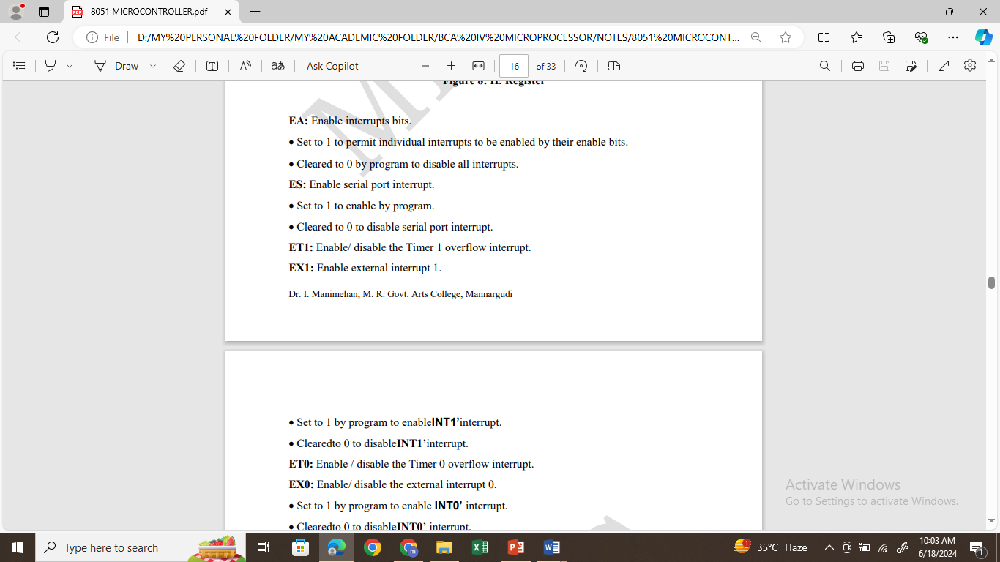 8051 MICROCONTROLLER.pdf
File
D:/MY%20PERSONAL%20FOLDER/MY%20ACADEMIC%20FOLDER/BCA%20IV%20MICROPROCESSOR/NOTES/8051%20MICROCONT...
Draw
Ask Copilot
16
of 33
Figure 8: IE Register
EA: Enable interrupts bits.
• Set to 1 to permit individual interrupts to be enabled by their enable bits.
• Cleared to 0 by program to disable all interrupts.
ES: Enable serial port interrupt.
• Set to 1 to enable by program.
• Cleared to 0 to disable serial port interrupt.
ET1: Enable/ disable the Timer 1 overflow interrupt.
EX1: Enable external interrupt 1.
Dr. I. Manimehan, M. R. Govt. Arts College, Mannargudi
• Set to 1 by program to enableINT1’interrupt.
• Clearedto 0 to disableINT1’interrupt.
ET0: Enable / disable the Timer 0 overflow interrupt.
EX0: Enable/ disable the external interrupt 0.
• Set to 1 by program to enable INT0’ interrupt.
• Clearedto 0 to disableINT0’ interrupt.
Activate Windows
Go to Settings to activate Windows.
Type here to search
1
35°C Haze
10:03 AM
6/18/2024
1